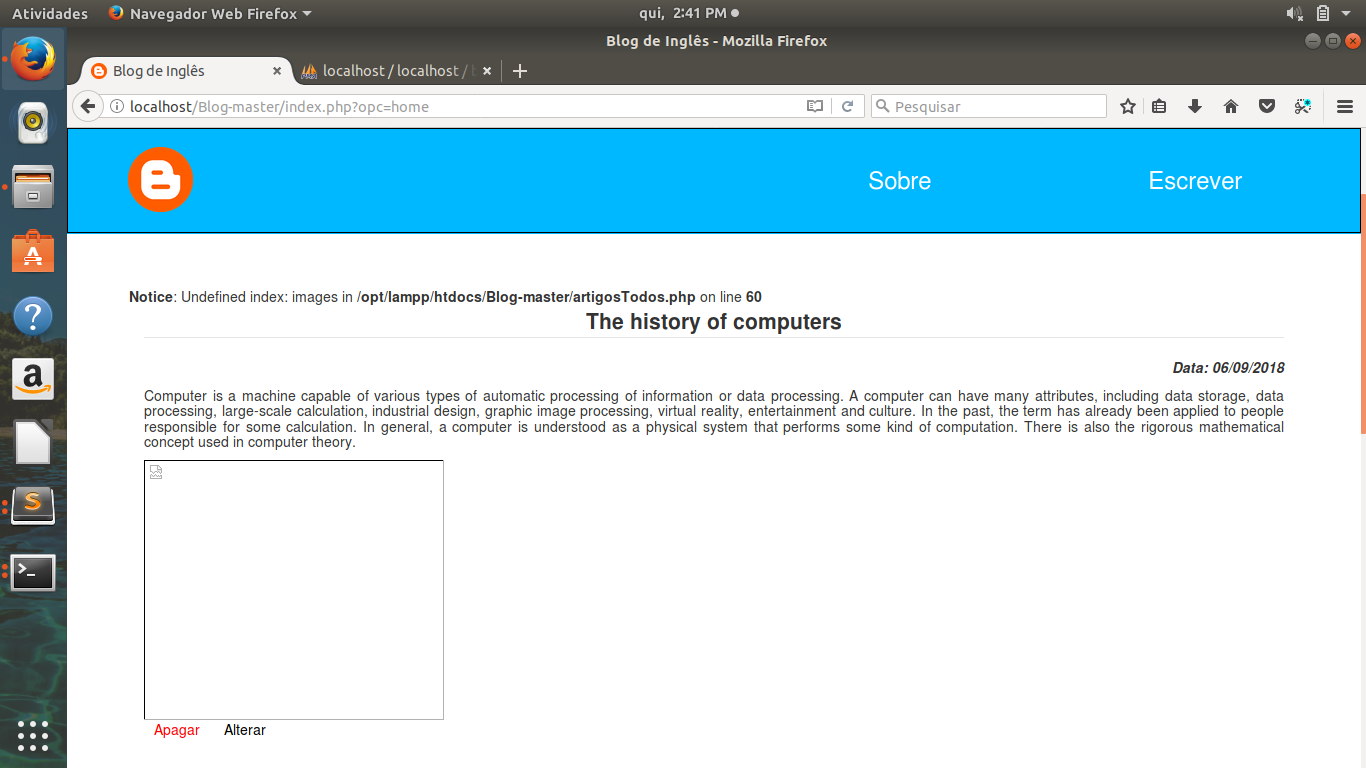 Atividades Navegador Web Firefox qui, 2:41 PM
Blog de Inglês - Mozilla Firefox
Blog de Inglês localhost / localhost /
localhost/Blog-master/index.php?opc=home Pesquisar
Sobre Escrever
Notice: Undefined index: images in /opt/lampp/htdocs/Blog-master/artigosTodos.php on line 60
The history of computers
Data: 06/09/2018
Computer is a machine capable of various types of automatic processing of information or data processing. A computer can have many attributes, including data storage, data
processing, large-scale calculation, industrial design, graphic image processing, virtual reality, entertainment and culture. In the past, the term has already been applied to people
responsible for some calculation. In general, a computer is understood as a physical system that performs some kind of computation. There is also the rigorous mathematical
concept used in computer theory.
Apagar Alterar